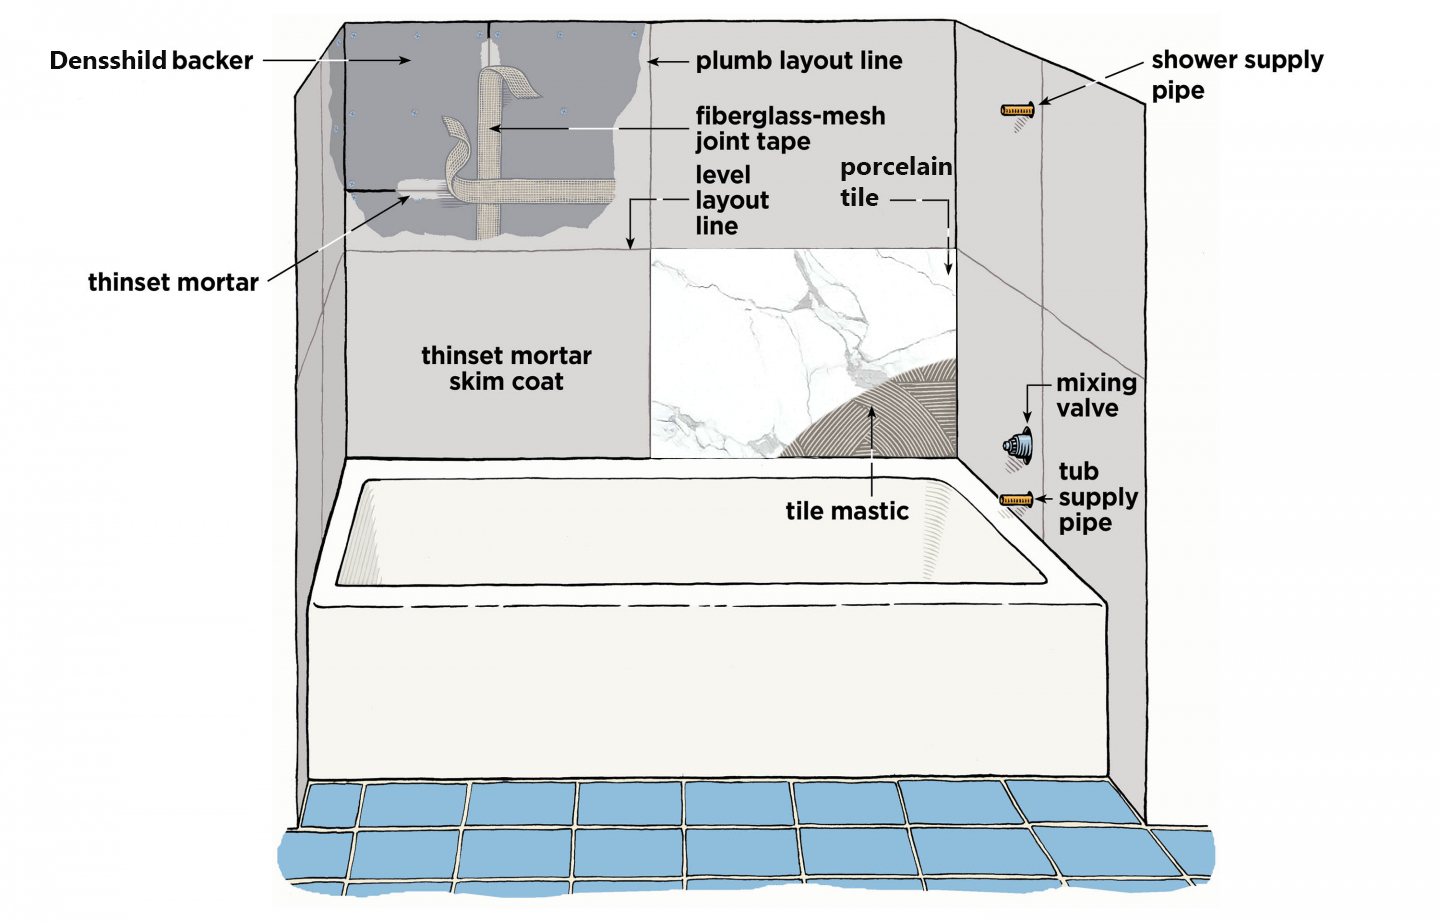 Densshild backer
plumb layout line
shower supply
pipe
fiberglass-mesh
joint tape
level
layout
line
porcelain
tile
thinset mortar
thinset mortar
skim coat
mixing
valve
tub
supply
pipe
tile mastic